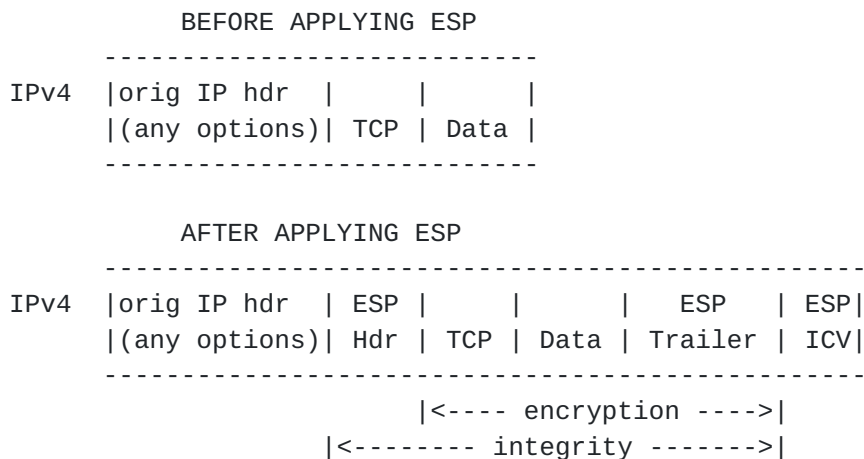 BEFORE APPLYING ESP
----------------------------
IPv4 |orig IP hdr | | |
|(any options)| TCP | Data |
----------------------------
AFTER APPLYING ESP
-------------------------------------------------
IPv4 |orig IP hdr | ESP | | | ESP | ESP|
|(any options)| Hdr | TCP | Data | Trailer | ICV|
-------------------------------------------------
|<---- encryption ---->|
|<-------- integrity ------->|